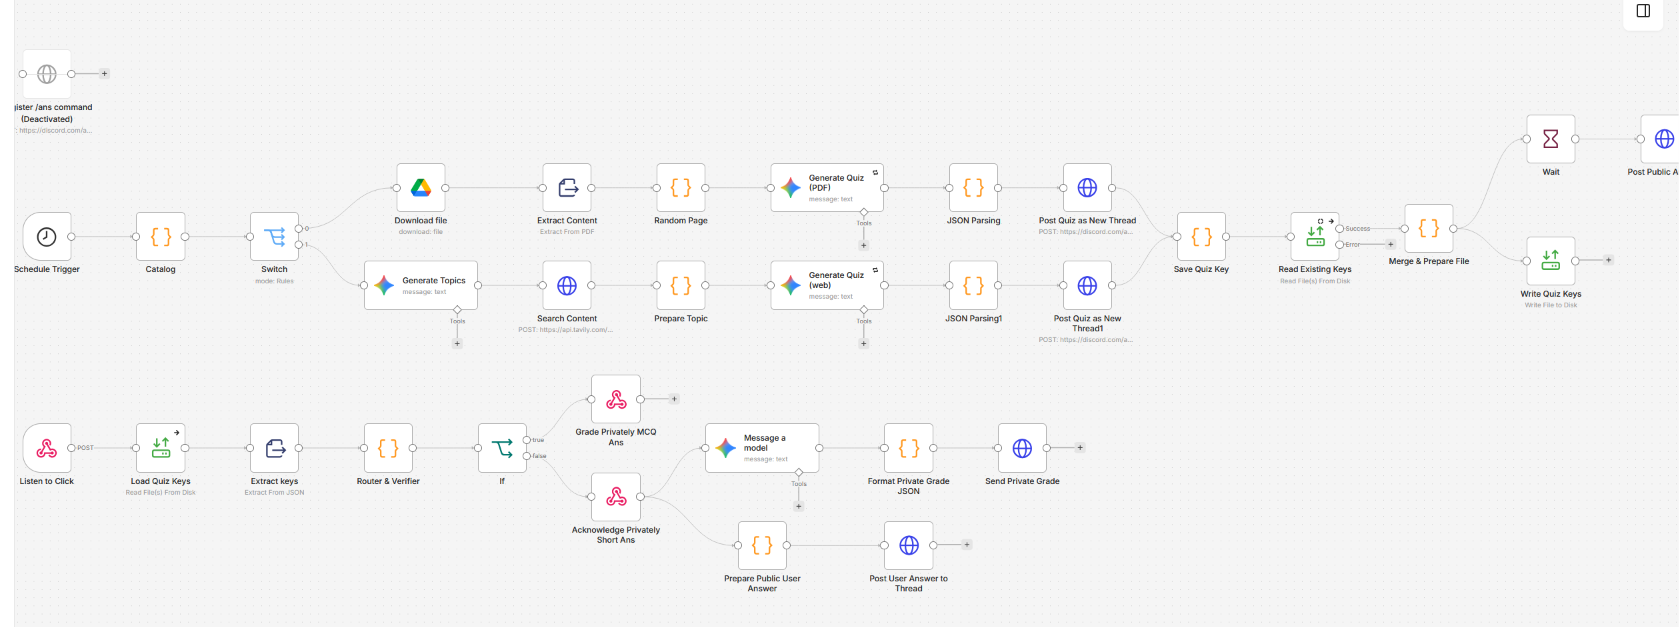 gister /ans command
(Deactivated)
: https://discord.com/a...
Schedule Trigger
Catalog
Switch
mode: Rules
0
1
Download file
download: file
Extract Content
Extract From PDF
Random Page
Generate Quiz
(PDF)
message: text
Tools
JSON Parsing
Post Quiz as New Thread
POST: https://discord.com/a...
Generate Topics
message: text
Tools
Search Content
POST: https://api.tavily.com/...
Prepare Topic
Generate Quiz
(web)
message: text
Tools
JSON Parsing1
Post Quiz as New
Thread1
POST: https://discord.com/a...
Save Quiz Key
Read Existing Keys
Read File(s) From Disk
Success
Error
Merge & Prepare File
Wait
Post Public A
Write Quiz Keys
Write File to Disk
Listen to Click
POST
Load Quiz Keys
Read File(s) From Disk
Extract keys
Extract From JSON
Router & Verifier
If
true
false
Grade Privately MCQ
Ans
Acknowledge Privately
Short Ans
Message a
model
message: text
Tools
Format Private Grade
JSON
Send Private Grade
Prepare Public User
Answer
Post User Answer to
Thread